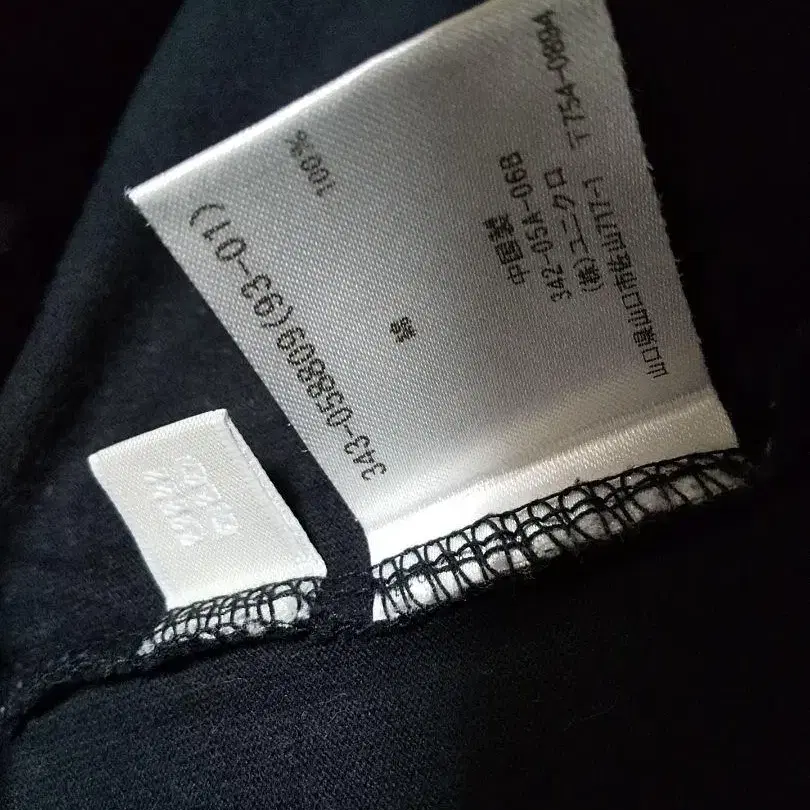 343-058809(93-01)
綿 100%
中国製
342-05A-06B
(株)ユニクロ
山口県山口市佐山717-1 〒754-0894